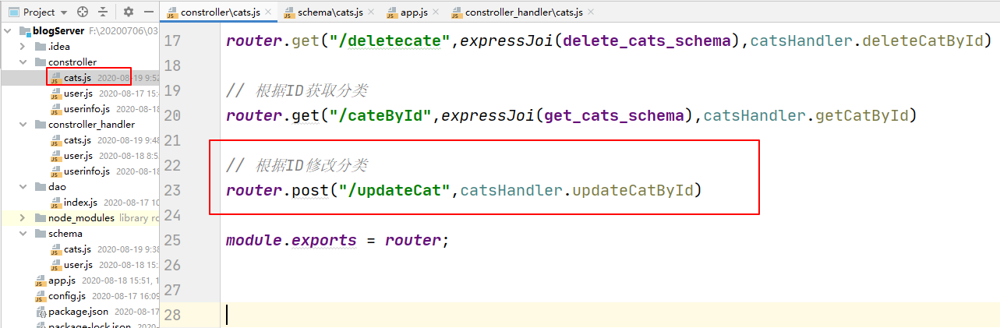 Project
constroller\cats.js
schema\cats.js
app.js
constroller_handler\cats.js
blogServer F:\20200706\03
.idea
constroller
cats.js 2020-08-19 9:52
user.js 2020-08-17 15:
userinfo.js 2020-08-18
constroller_handler
cats.js 2020-08-19 9:48
user.js 2020-08-18 8:5
userinfo.js 2020-08-18
dao
index.js 2020-08-17 10
node_modules library ro
schema
cats.js 2020-08-19 9:38
user.js 2020-08-18 15:
app.js 2020-08-18 15:51, 1
config.js 2020-08-17 16:09
package.json 2020-08-17
package-lock.json 2020-
17 router.get("/deletecate",expressJoi(delete_cats_schema),catsHandler.deleteCatById)
18
19 // 根据ID获取分类
20 router.get("/cateById",expressJoi(get_cats_schema),catsHandler.getCatById)
21
22 // 根据ID修改分类
23 router.post("/updateCat",catsHandler.updateCatById)
24
25 module.exports = router;
26
27
28